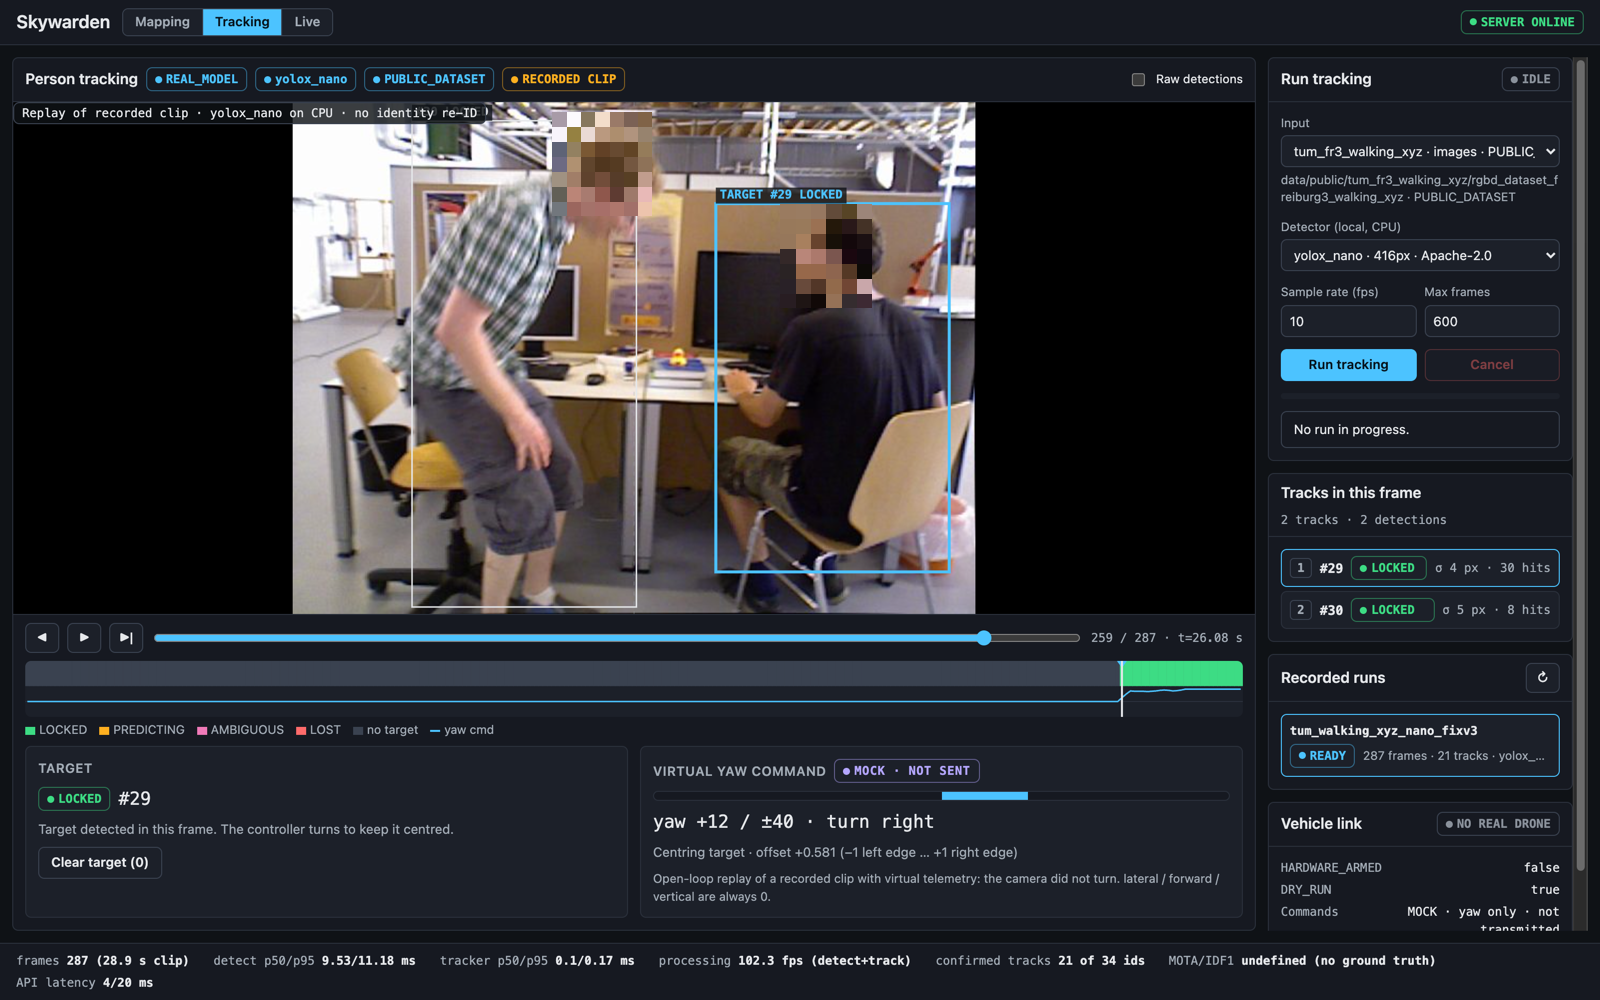 Skywarden
Mapping
Tracking
Live
SERVER ONLINE
Person tracking
REAL_MODEL
yolox_nano
PUBLIC_DATASET
RECORDED CLIP
Raw detections
Replay of recorded clip · yolox_nano on CPU · no identity re-ID
TARGET #29 LOCKED
259 / 287 · t=26.08 s
LOCKED
PREDICTING
AMBIGUOUS
LOST
no target
yaw cmd
TARGET
LOCKED #29
Target detected in this frame. The controller turns to keep it centred.
Clear target (0)
VIRTUAL YAW COMMAND
MOCK · NOT SENT
yaw +12 / ±40 · turn right
Centring target · offset +0.581 (−1 left edge … +1 right edge)
Open-loop replay of a recorded clip with virtual telemetry: the camera did not turn. lateral / forward /
vertical are always 0.
Run tracking
IDLE
Input
tum_fr3_walking_xyz · images · PUBLIC_
data/public/tum_fr3_walking_xyz/rgbd_dataset_f
reiburg3_walking_xyz · PUBLIC_DATASET
Detector (local, CPU)
yolox_nano · 416px · Apache-2.0
Sample rate (fps)
Max frames
10
600
Run tracking
Cancel
No run in progress.
Tracks in this frame
2 tracks · 2 detections
1 #29 LOCKED σ 4 px · 30 hits
2 #30 LOCKED σ 5 px · 8 hits
Recorded runs
tum_walking_xyz_nano_fixv3
READY 287 frames · 21 tracks · yolox_…
Vehicle link
NO REAL DRONE
HARDWARE_ARMED false
DRY_RUN true
Commands MOCK · yaw only · not
transmitted
frames 287 (28.9 s clip)
detect p50/p95 9.53/11.18 ms
tracker p50/p95 0.1/0.17 ms
processing 102.3 fps (detect+track)
confirmed tracks 21 of 34 ids
MOTA/IDF1 undefined (no ground truth)
API latency 4/20 ms